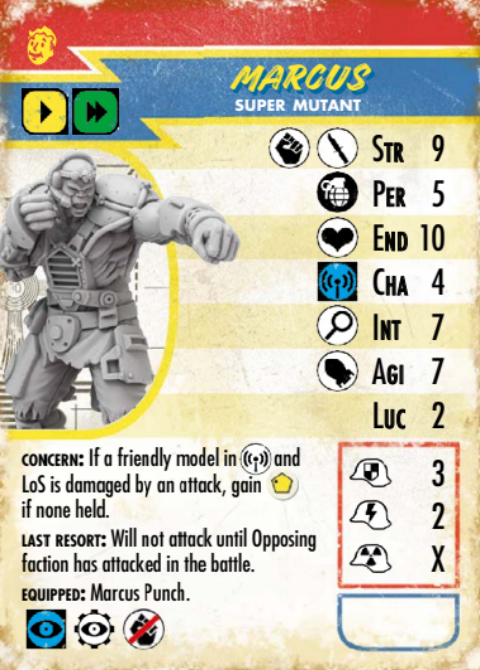 MARCUS
SUPER MUTANT
STR 9
PER 5
END 10
CHA 4
INT 7
AGI 7
LUC 2
CONCERN: If a friendly model in and
LoS is damaged by an attack, gain
if none held.
LAST RESORT: Will not attack until Opposing
faction has attacked in the battle.
EQUIPPED: Marcus Punch.
3
2
X